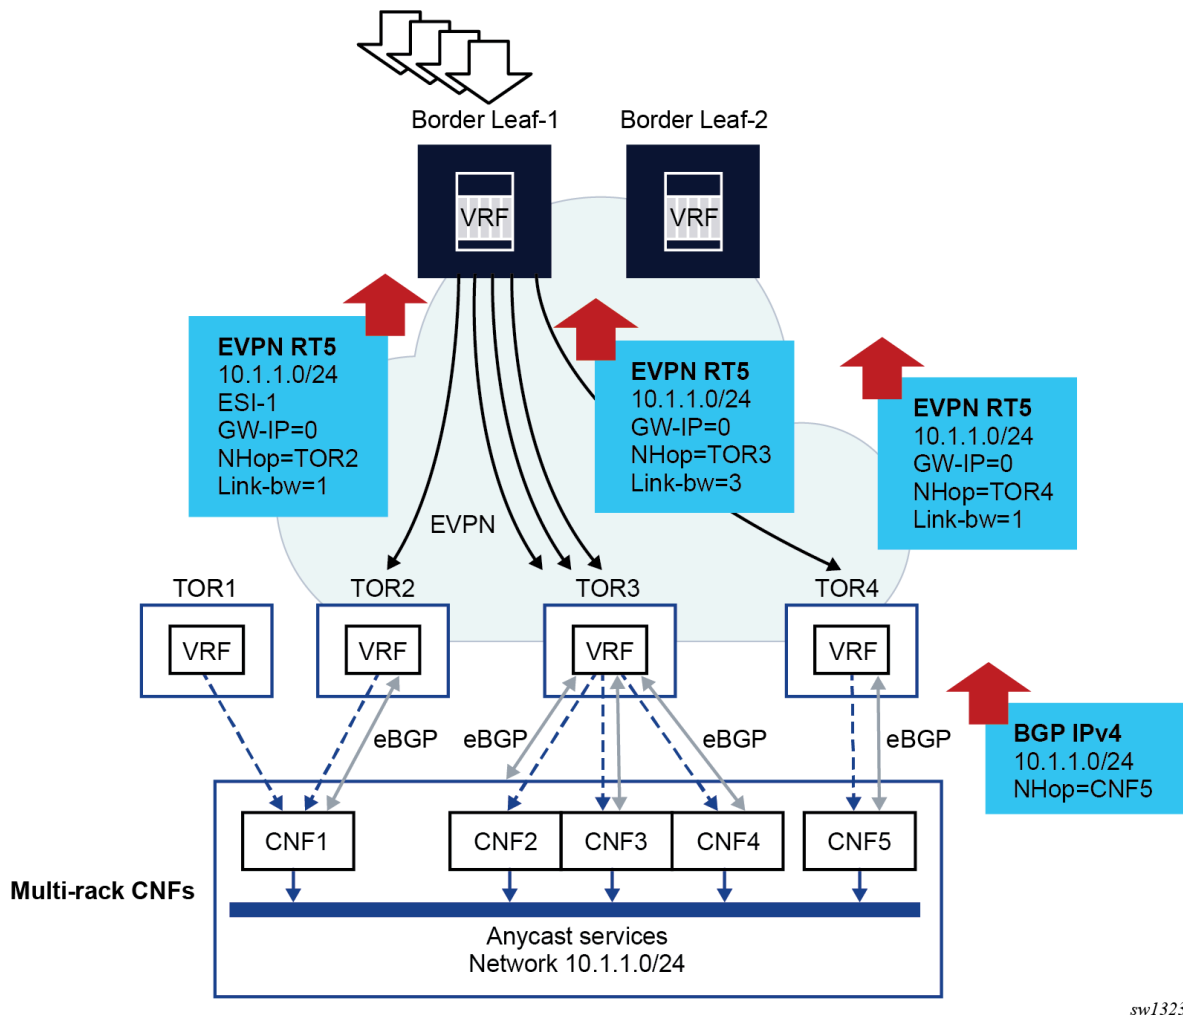 Border Leaf-1
Border Leaf-2
VRF
VRF
EVPN RT5
10.1.1.0/24
ESI-1
GW-IP=0
NHop=TOR2
Link-bw=1
EVPN RT5
10.1.1.0/24
GW-IP=0
NHop=TOR3
Link-bw=3
EVPN RT5
10.1.1.0/24
GW-IP=0
NHop=TOR4
Link-bw=1
EVPN
TOR1
TOR2
TOR3
TOR4
VRF
VRF
VRF
VRF
eBGP
eBGP
eBGP
eBGP
BGP IPv4
10.1.1.0/24
NHop=CNF5
CNF1
CNF2
CNF3
CNF4
CNF5
Multi-rack CNFs
Anycast services
Network 10.1.1.0/24
sw1323